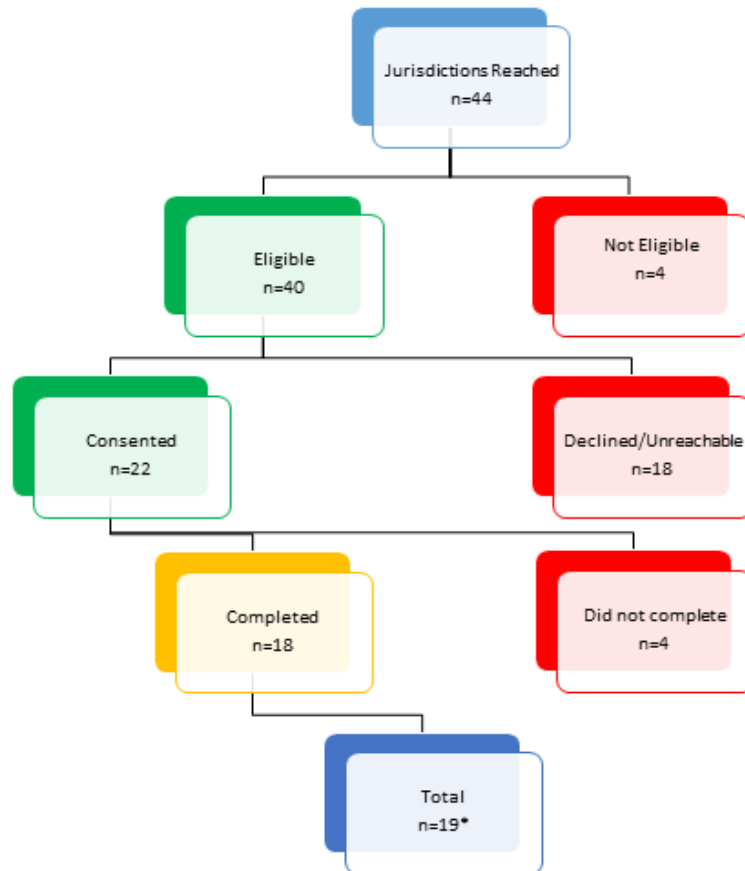 Jurisdictions Reached
n=44
Eligible
n=40
Not Eligible
n=4
Consented
n=22
Declined/Unreachable
n=18
Completed
n=18
Did not complete
n=4
Total
n=19*